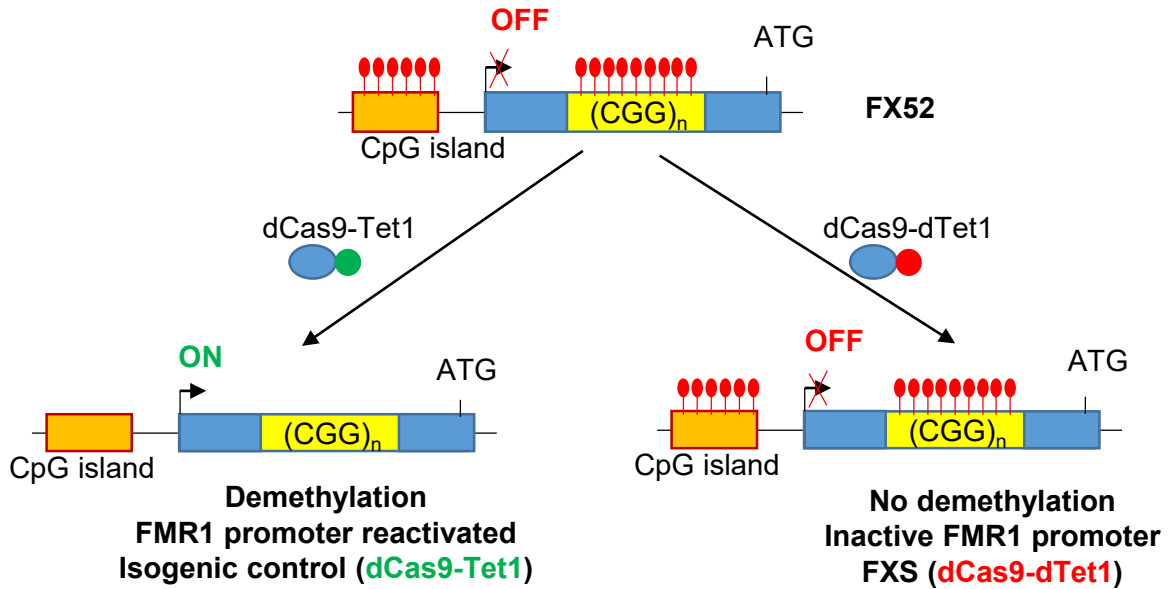 OFF
ATG
(CGG)n
FX52
CpG island
dCas9-Tet1
dCas9-dTet1
ON
ATG
(CGG)n
CpG island
Demethylation
FMR1 promoter reactivated
Isogenic control (dCas9-Tet1)
OFF
ATG
(CGG)n
CpG island
No demethylation
Inactive FMR1 promoter
FXS (dCas9-dTet1)